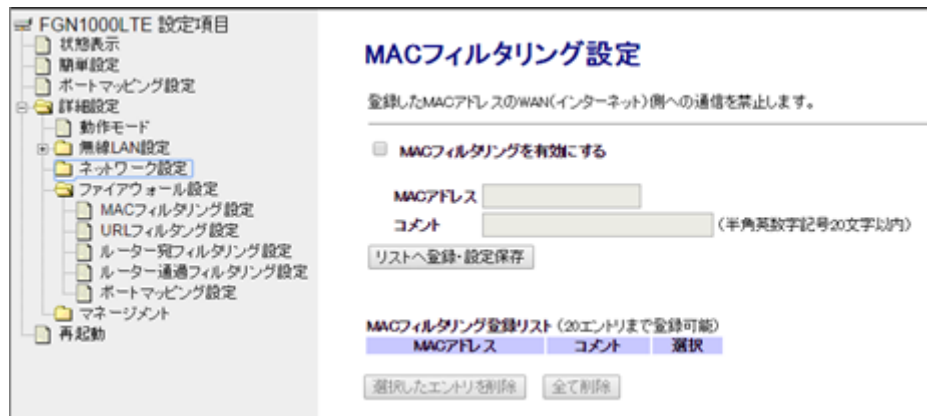 FGN1000LTE 設定項目
状態表示
簡単設定
ポートマッピング設定
詳細設定
動作モード
無線LAN設定
ネットワーク設定
ファイアウォール設定
MACフィルタリング設定
URLフィルタング設定
ルーター宛フィルタリング設定
ルーター通過フィルタリング設定
ポートマッピング設定
マネージメント
再起動
MACフィルタリング設定
登録したMACアドレスのWAN(インターネット)側への通信を禁止します。
MACフィルタリングを有効にする
MACアドレス
コメント (半角英数字記号20文字以内)
リストへ登録・設定保存
MACフィルタリング登録リスト (20エントリまで登録可能)
MACアドレス コメント 選択
選択したエントリを削除 全て削除